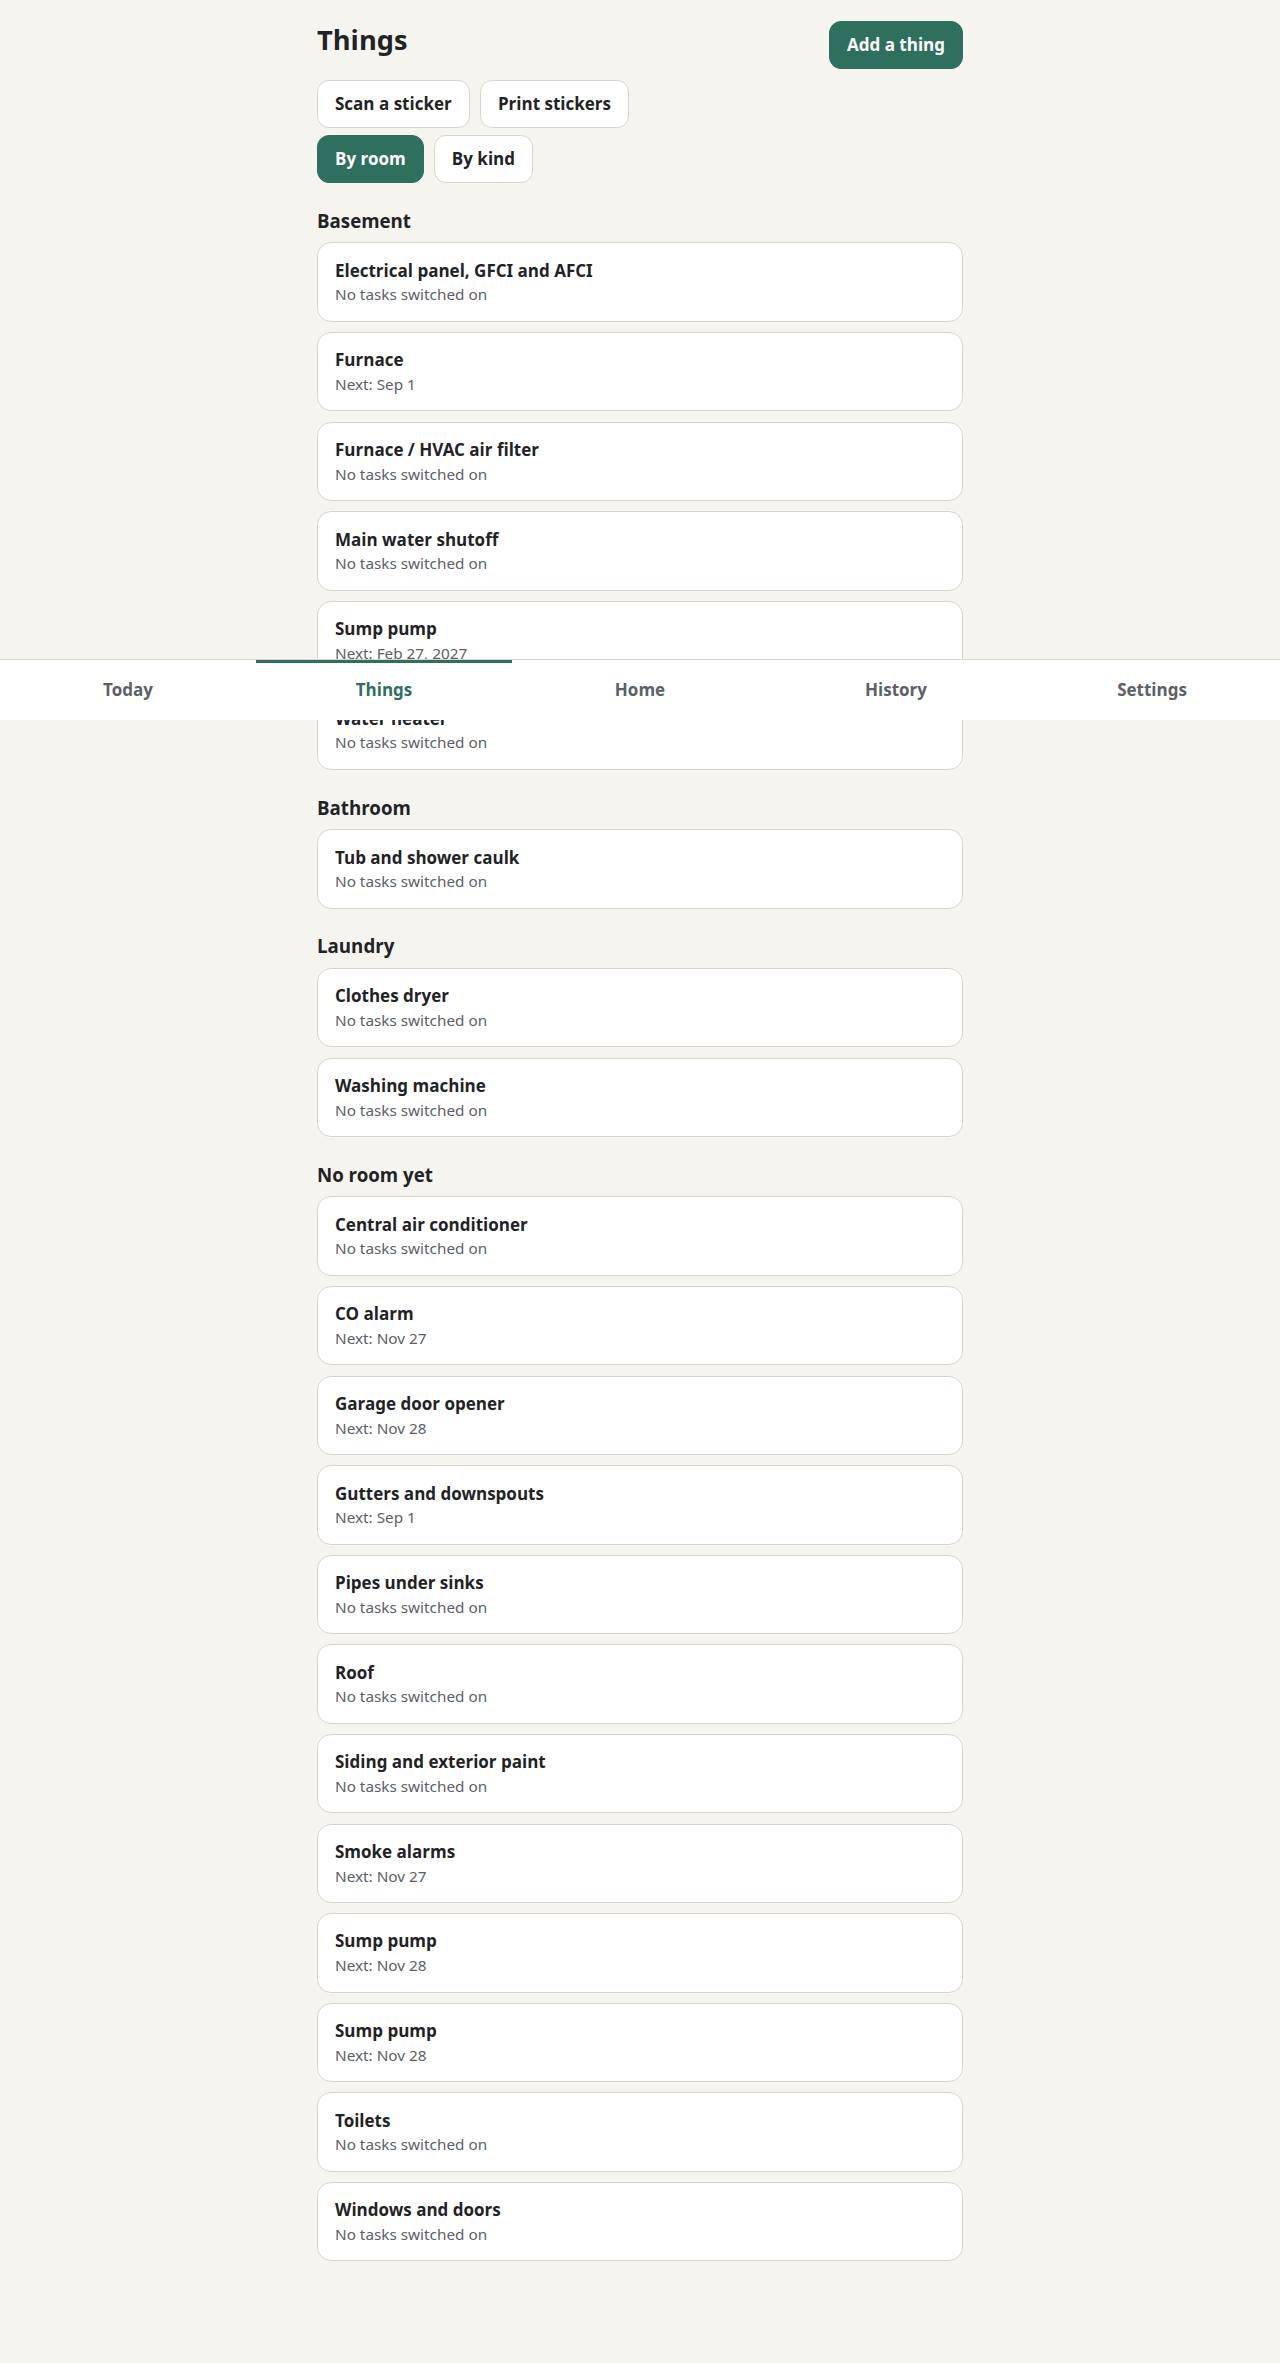 Things
Add a thing
Scan a sticker
Print stickers
By room
By kind
Basement
Electrical panel, GFCI and AFCI
No tasks switched on
Furnace
Next: Sep 1
Furnace / HVAC air filter
No tasks switched on
Main water shutoff
No tasks switched on
Sump pump
Next: Feb 27, 2027
Today
Things
Home
History
Settings
Water heater
No tasks switched on
Bathroom
Tub and shower caulk
No tasks switched on
Laundry
Clothes dryer
No tasks switched on
Washing machine
No tasks switched on
No room yet
Central air conditioner
No tasks switched on
CO alarm
Next: Nov 27
Garage door opener
Next: Nov 28
Gutters and downspouts
Next: Sep 1
Pipes under sinks
No tasks switched on
Roof
No tasks switched on
Siding and exterior paint
No tasks switched on
Smoke alarms
Next: Nov 27
Sump pump
Next: Nov 28
Sump pump
Next: Nov 28
Toilets
No tasks switched on
Windows and doors
No tasks switched on